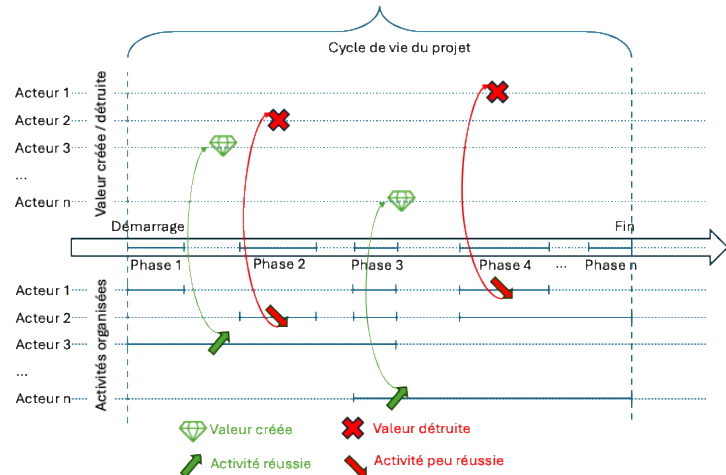 Cycle de vie du projet
Valeur créée / détruite
Acteur 1
Acteur 2
Acteur 3
...
Acteur n
Démarrage
Fin
Phase 1
Phase 2
Phase 3
Phase 4
...
Phase n
Activités organisées
Acteur 1
Acteur 2
Acteur 3
...
Acteur n
Valeur créée
Valeur détruite
Activité réussie
Activité peu réussie